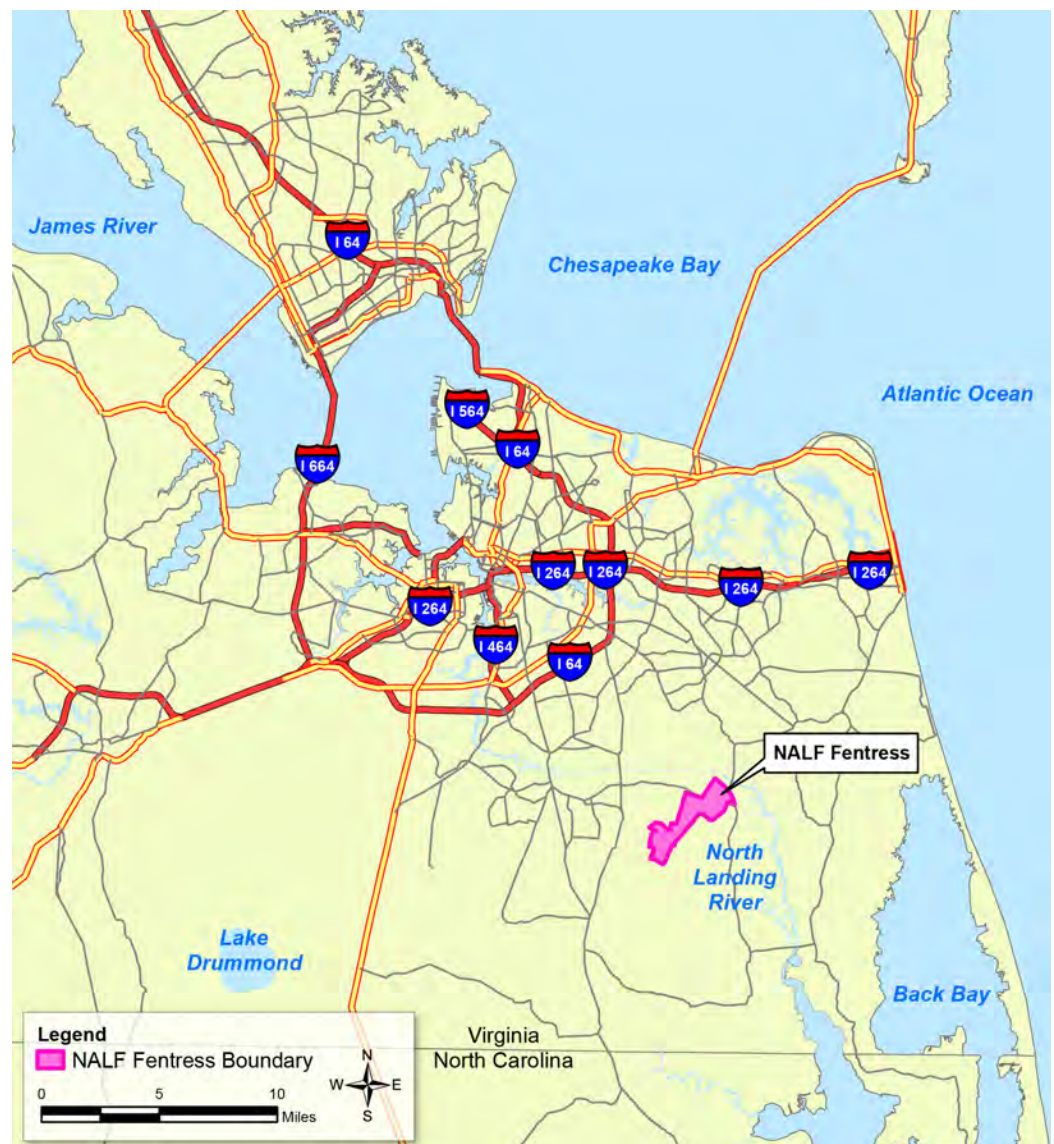 James River
I 64
Chesapeake Bay
Atlantic Ocean
I 564
I 64
I 664
I 264
I 264
I 264
I 264
I 264
I 464
I 64
NALF Fentress
North
Landing
River
Lake
Drummond
Back Bay
Virginia
North Carolina
Legend
NALF Fentress Boundary
0 5 10
Miles
N
W E
S